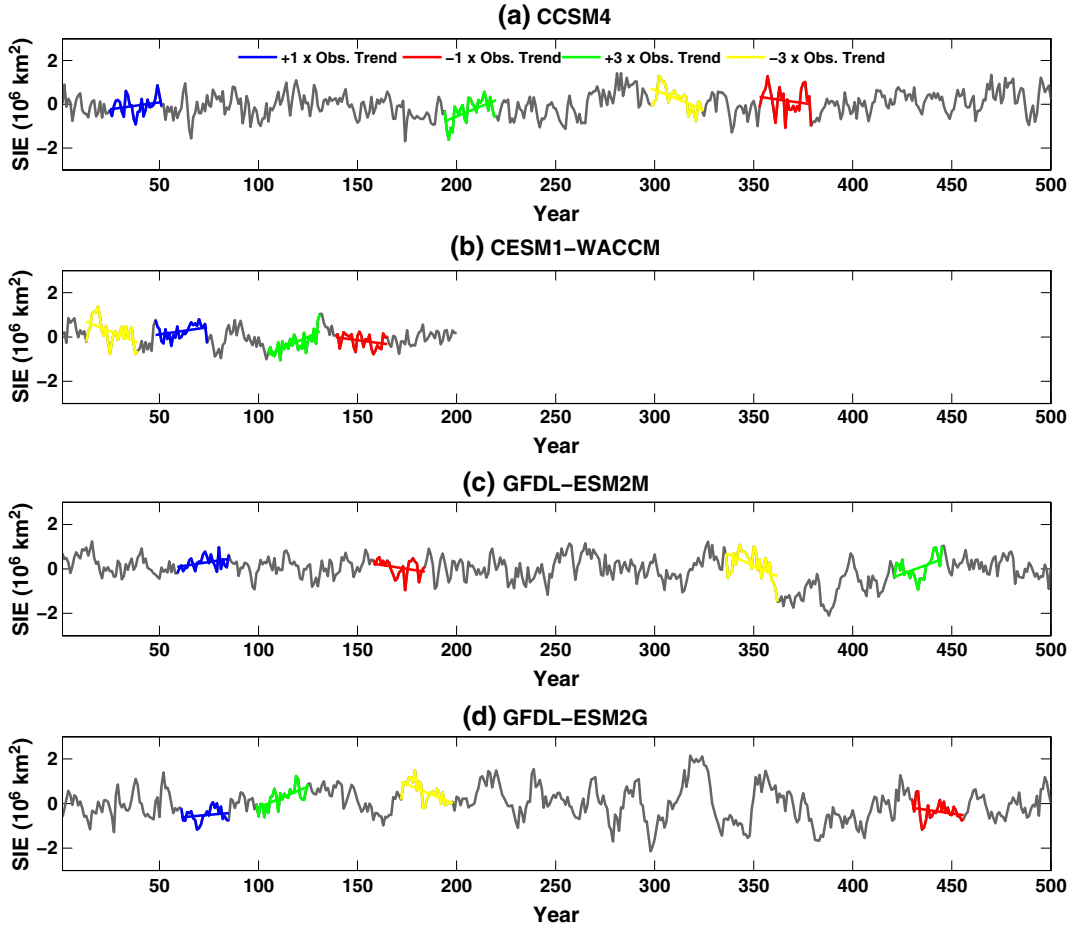 (a) CCSM4
+1 x Obs. Trend −1 x Obs. Trend +3 x Obs. Trend −3 x Obs. Trend
SIE (10⁶ km²)
2
0
−2
50 100 150 200 250 300 350 400 450 500
Year
(b) CESM1−WACCM
SIE (10⁶ km²)
2
0
−2
50 100 150 200 250 300 350 400 450 500
Year
(c) GFDL−ESM2M
SIE (10⁶ km²)
2
0
−2
50 100 150 200 250 300 350 400 450 500
Year
(d) GFDL−ESM2G
SIE (10⁶ km²)
2
0
−2
50 100 150 200 250 300 350 400 450 500
Year